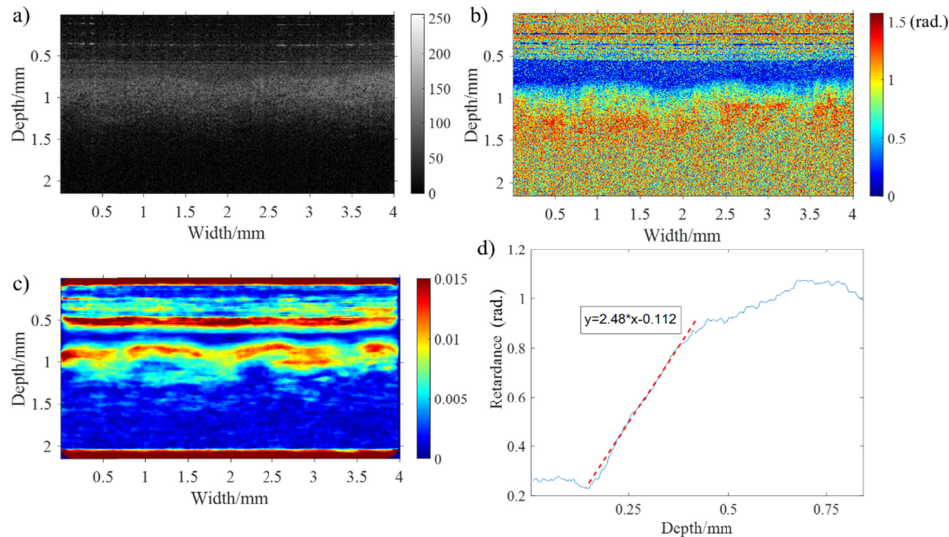 a)
250
200
150
100
50
0
0.5
1
1.5
2
Depth/mm
0.5 1 1.5 2 2.5 3 3.5 4
Width/mm
b)
1.5 (rad.)
1
0.5
0
0.5
1
1.5
2
Depth/mm
0.5 1 1.5 2 2.5 3 3.5 4
Width/mm
c)
0.015
0.01
0.005
0
0.5
1
1.5
2
Depth/mm
0.5 1 1.5 2 2.5 3 3.5 4
Width/mm
d)
1.2
1
0.8
0.6
0.4
0.2
Retardance (rad.)
y=2.48*x-0.112
0.25 0.5 0.75
Depth/mm